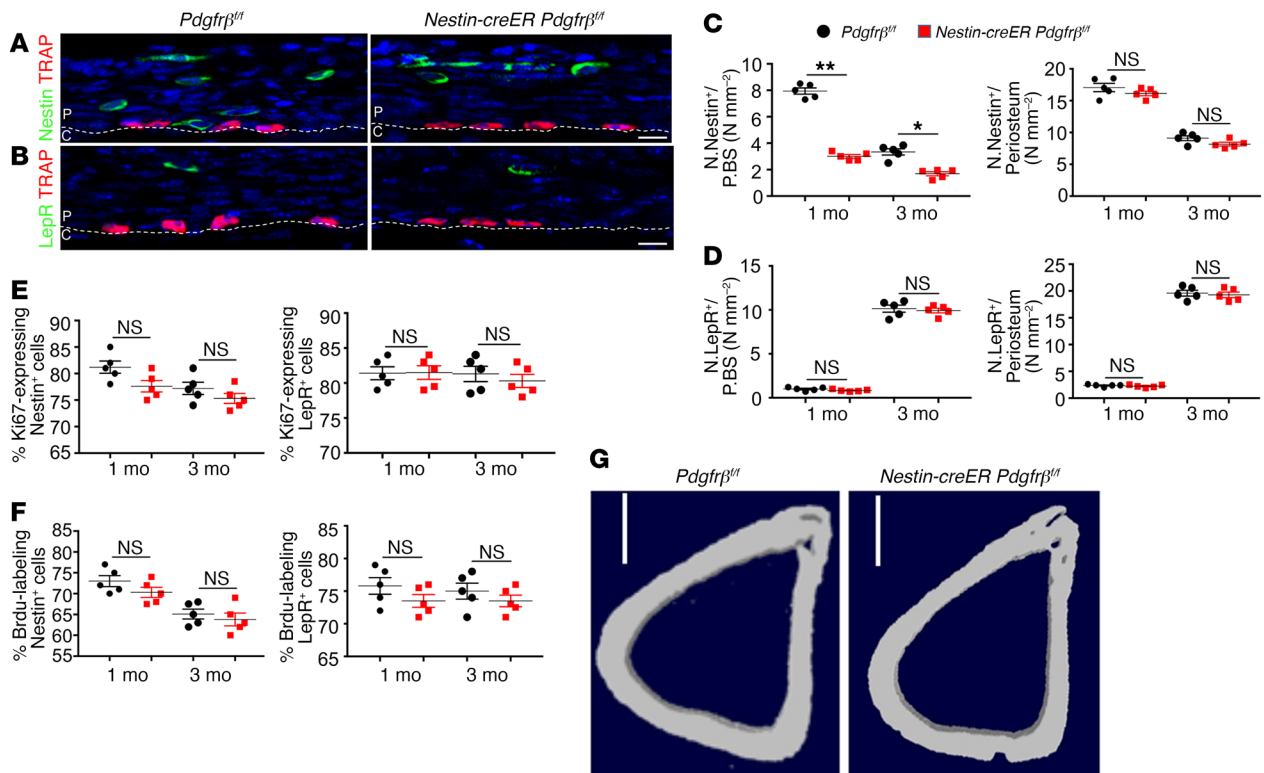 Pdgfrβf/f
Nestin-creER Pdgfrβf/f
A
Nestin TRAP
P
C
P
C
B
LepR TRAP
P
C
P
C
C
Pdgfrβf/f
Nestin-creER Pdgfrβf/f
N.Nestin+/
P.BS (N mm−2)
10
8
6
4
2
0
**
*
1 mo
3 mo
N.Nestin+/
Periosteum
(N mm−2)
20
15
10
5
0
NS
NS
1 mo
3 mo
D
N.LepR+/
P.BS (N mm−2)
15
10
5
0
NS
NS
1 mo
3 mo
N.LepR+/
Periosteum
(N mm−2)
25
20
15
10
5
0
NS
NS
1 mo
3 mo
E
% Ki67-expressing
Nestin+ cells
90
85
80
75
70
65
NS
NS
1 mo
3 mo
% Ki67-expressing
LepR+ cells
90
85
80
75
70
NS
NS
1 mo
3 mo
F
% Brdu-labeling
Nestin+ cells
85
80
75
70
65
60
55
NS
NS
1 mo
3 mo
% Brdu-labeling
LepR+ cells
85
80
75
70
65
NS
NS
1 mo
3 mo
G
Pdgfrβf/f
Nestin-creER Pdgfrβf/f